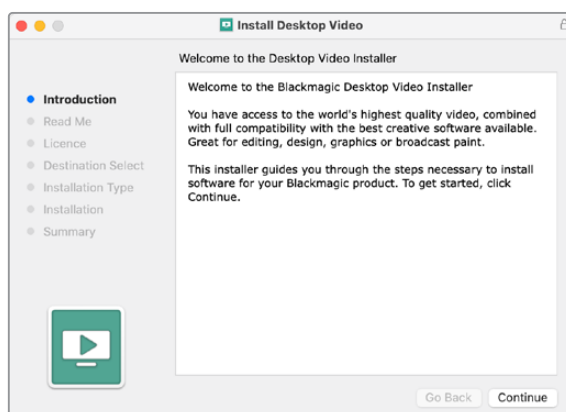 Install Desktop Video
Welcome to the Desktop Video Installer
Introduction
Read Me
Licence
Destination Select
Installation Type
Installation
Summary
Welcome to the Blackmagic Desktop Video Installer
You have access to the world's highest quality video, combined
with full compatibility with the best creative software available.
Great for editing, design, graphics or broadcast paint.
This installer guides you through the steps necessary to install
software for your Blackmagic product. To get started, click
Continue.
Go Back
Continue